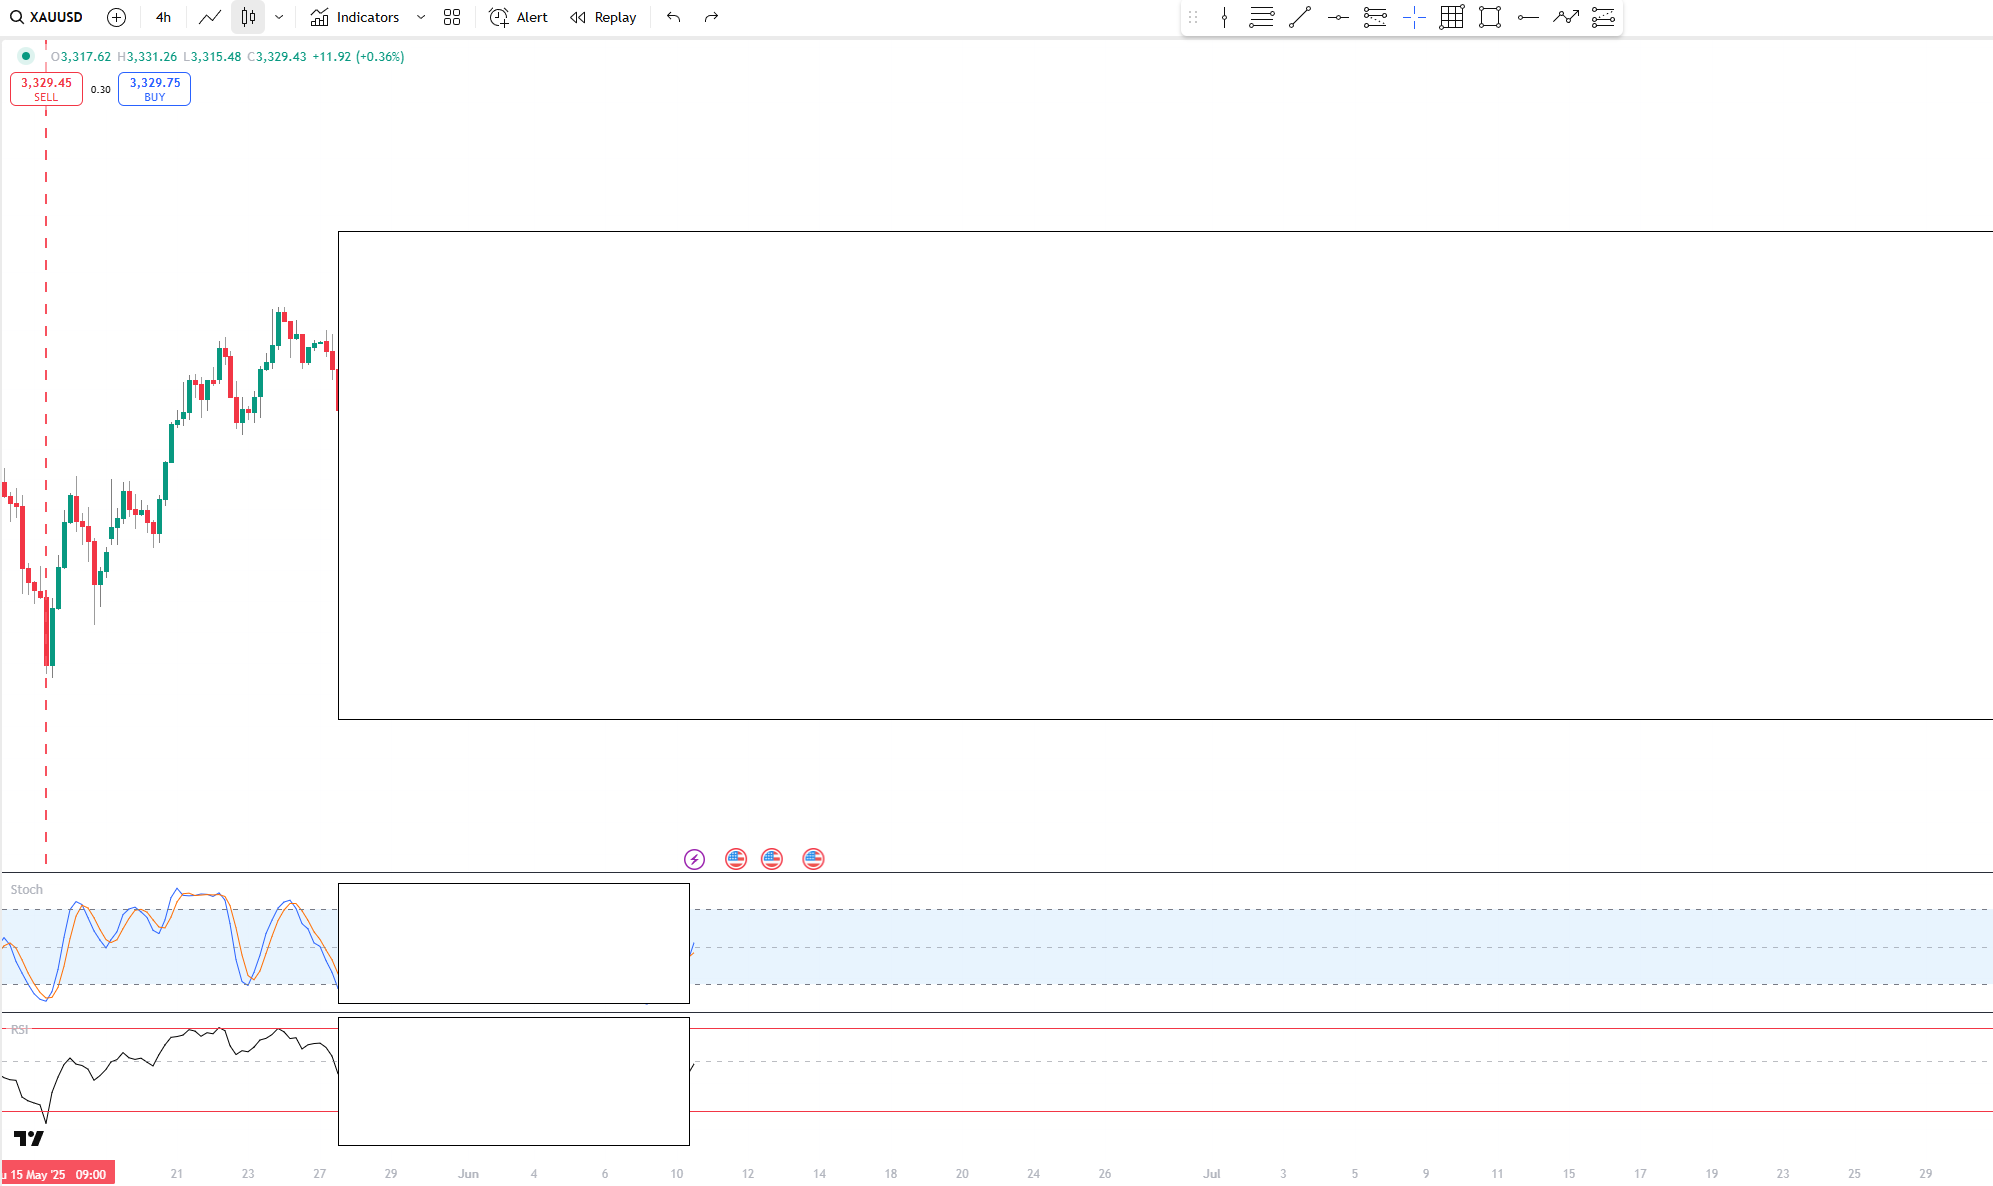 XAUUSD 4h Indicators Alert Replay
O3,317.62 H3,331.26 L3,315.48 C3,329.43 +11.92 (+0.36%)
3,329.45 0.30 3,329.75
SELL BUY
Stoch
RSI
u 15 May '25 09:00 21 23 27 29 Jun 4 6 10 12 14 18 20 24 26 Jul 3 5 9 11 15 17 19 23 25 29